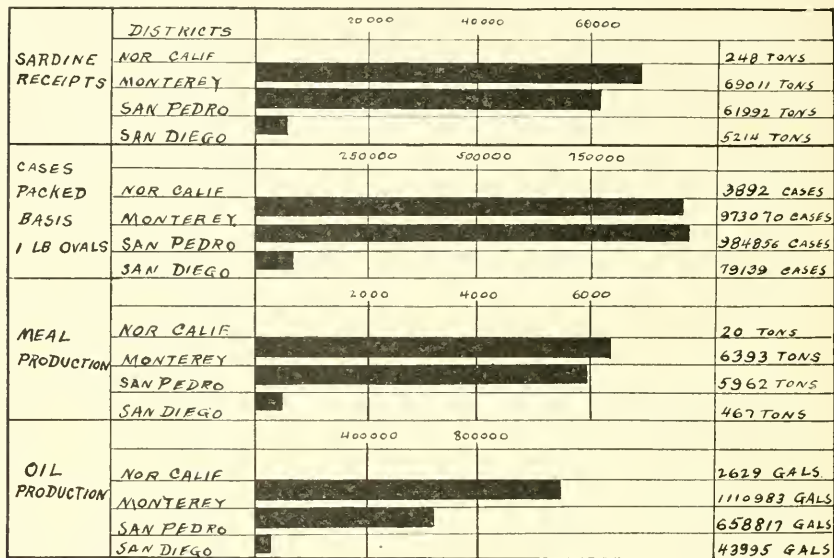 DISTRICTS 20000 40000 60000
SARDINE RECEIPTS
NOR CALIF 248 TONS
MONTEREY 69011 TONS
SAN PEDRO 61992 TONS
SAN DIEGO 5214 TONS
250000 500000 750000
CASES PACKED BASIS 1 LB OVALS
NOR CALIF 3892 CASES
MONTEREY 973070 CASES
SAN PEDRO 984856 CASES
SAN DIEGO 79139 CASES
2000 4000 6000
MEAL PRODUCTION
NOR CALIF 20 TONS
MONTEREY 6393 TONS
SAN PEDRO 5962 TONS
SAN DIEGO 467 TONS
400000 800000
OIL PRODUCTION
NOR CALIF 2629 GALS.
MONTEREY 1110983 GALS
SAN PEDRO 658817 GALS
SAN DIEGO 43995 GALS